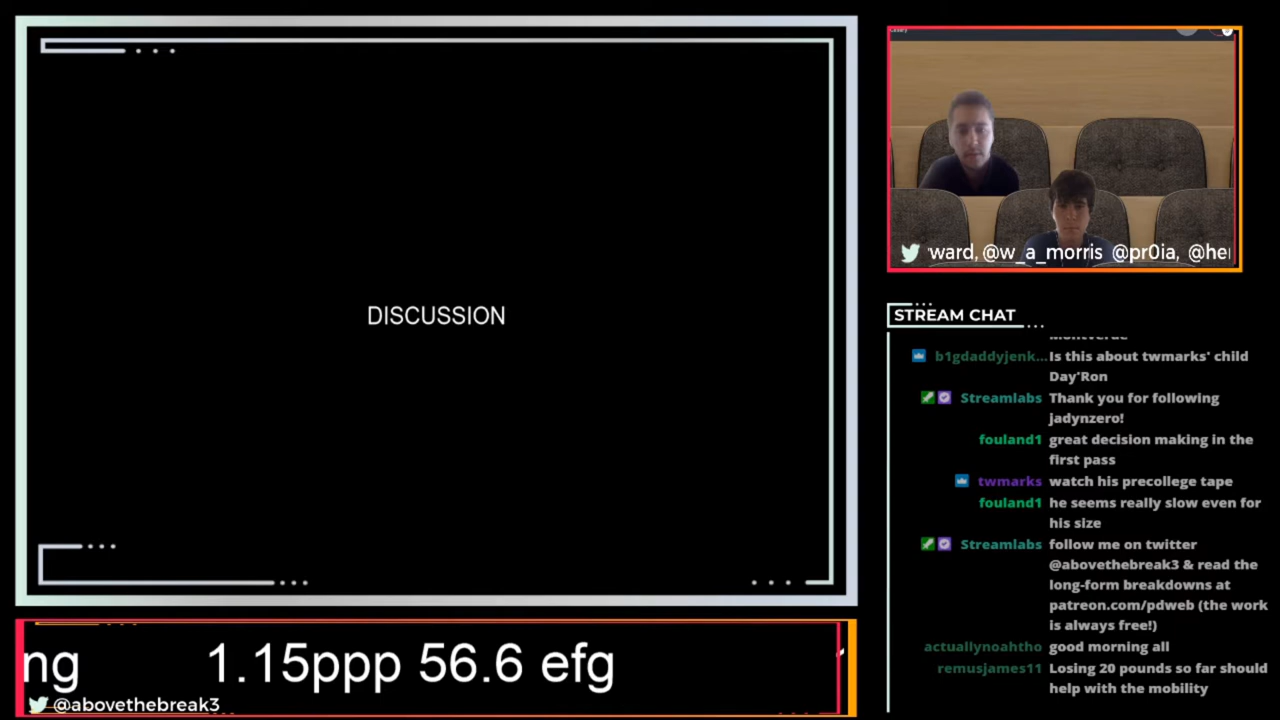 DISCUSSION
ward, @w_a_morris @pr0ia, @he
STREAM CHAT
b1gdaddyjenk... Is this about twmarks' child
Day'Ron
Streamlabs Thank you for following
jadynzero!
fouland1 great decision making in the
first pass
twmarks watch his precollege tape
fouland1 he seems really slow even for
his size
Streamlabs follow me on twitter
@abovethebreak3 & read the
long-form breakdowns at
patreon.com/pdweb (the work
is always free!)
actuallynoahtho good morning all
remusjames11 Losing 20 pounds so far should
help with the mobility
ng 1.15ppp 56.6 efg
@abovethebreak3